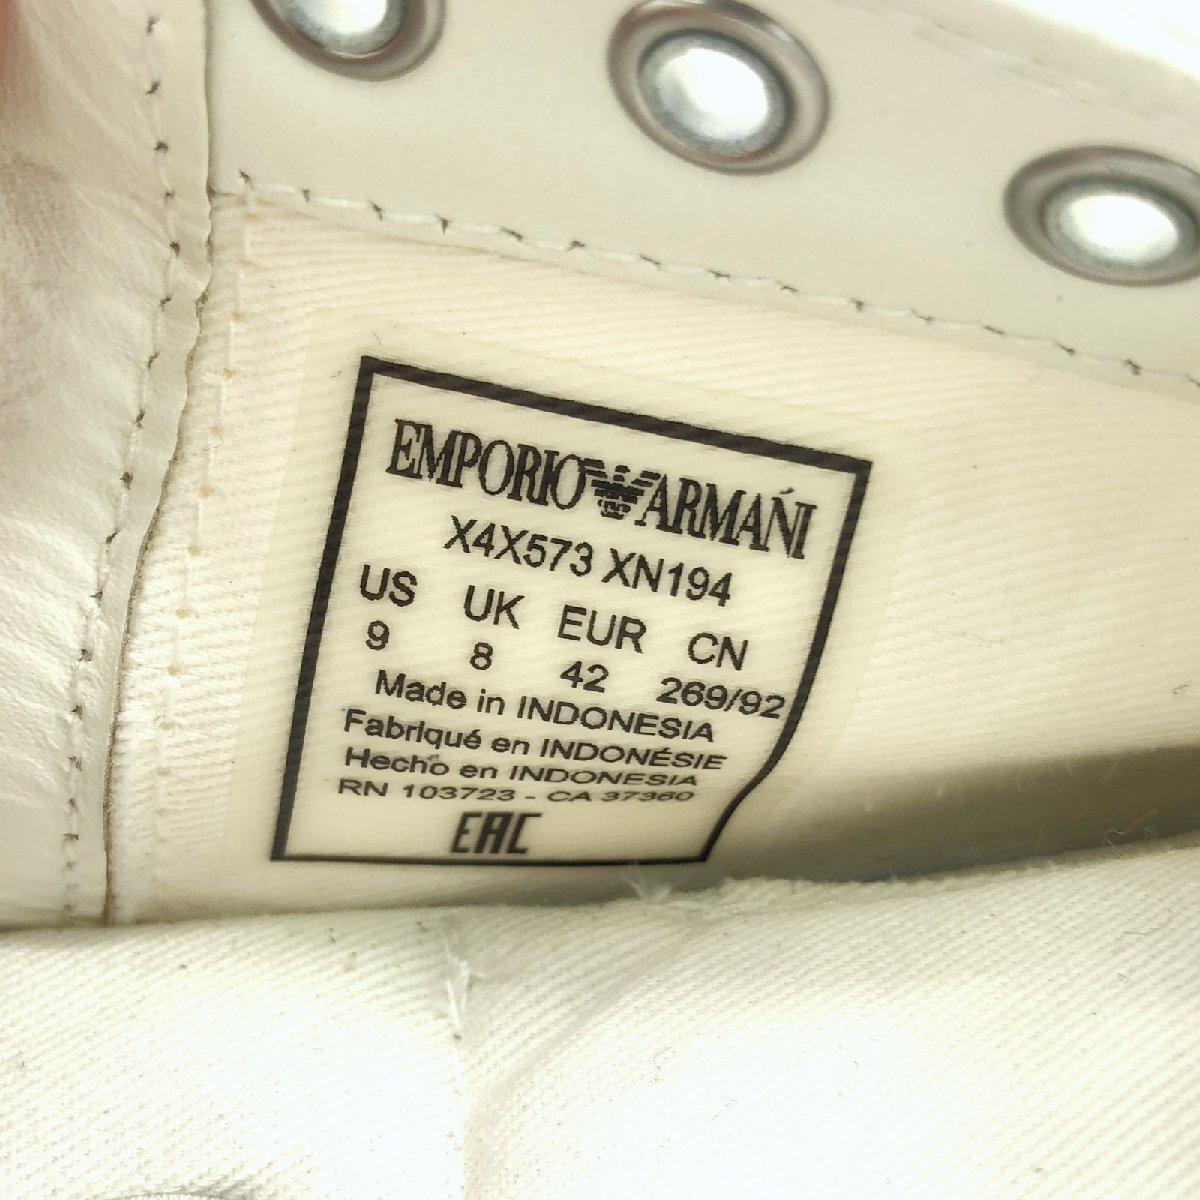 EMPORIO ARMANI
X4X573 XN194
US UK EUR CN
9 8 42 269/92
Made in INDONESIA
Fabriqué en INDONÉSIE
Hecho en INDONESIA
RN 103723 - CA 37360
EAC